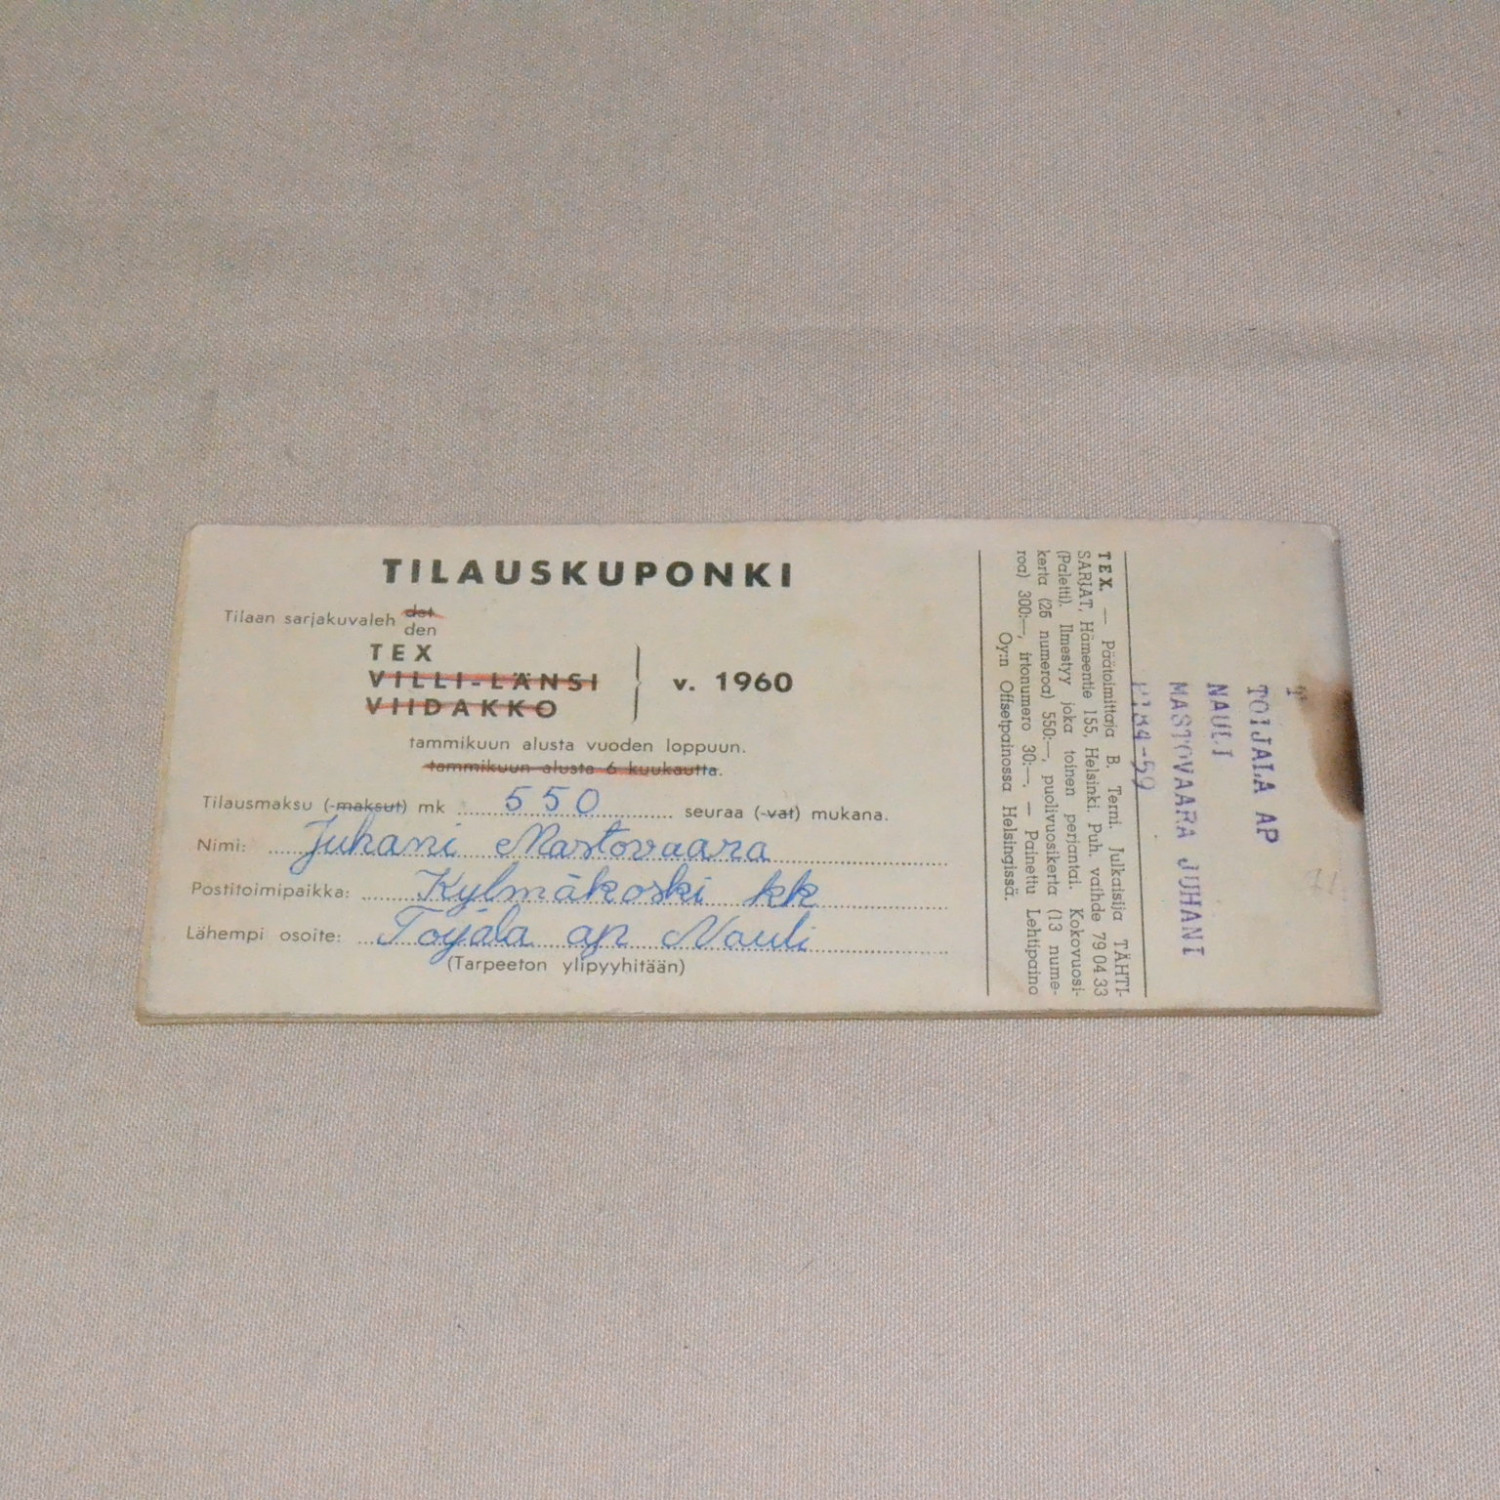 TILAUSKUPONKI
Tilaan sarjakuvaleh det
den
TEX
VILLI-LÄNSI
VIIDAKKO
v. 1960
tammikuun alusta vuoden loppuun.
tammikuun alusta 6 kuukautta.
Tilausmaksu (-maksut) mk 550 seuraa (-vat) mukana.
Nimi: Juhani Mastovaara
Postitoimipaikka: Kylmäkoski kk
Lähempi osoite: Toijala ap Nauli
(Tarpeeton ylipyyhitään)
TEX. — Päätoimittaja B. Terni. Julkaisija TÄHTI-
SARJAT, Hämeentie 155, Helsinki. Puh. vaihde 79 04 33
(Paletti). Ilmestyy joka toinen perjantai. Kokovuosi-
kerta (26 numeroa) 550:—, puolivuosikerta (13 nume-
roa) 300:—, irtonumero 30:—. — Painettu Lehtipaino
Oy:n Offsetpainossa Helsingissä.
T
TOIJALA AP
NAULI
MASTOVAARA JUHANI